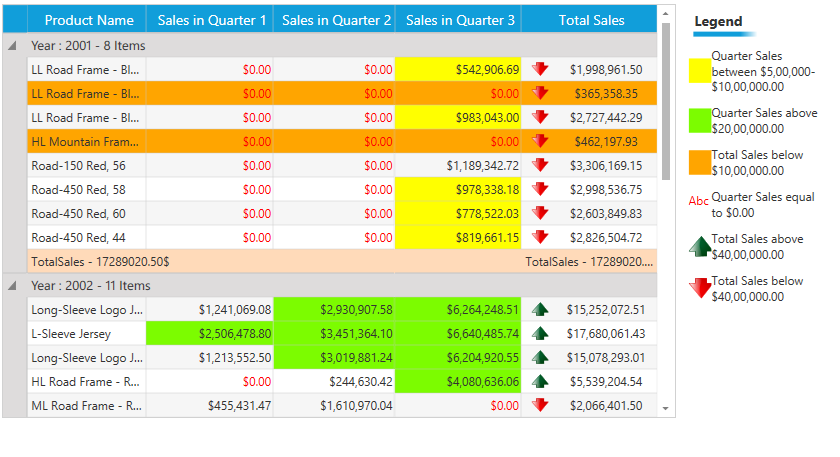 Product Name Sales in Quarter 1 Sales in Quarter 2 Sales in Quarter 3 Total Sales
Year : 2001 - 8 Items
LL Road Frame - Bl... $0.00 $0.00 $542,906.69 $1,998,961.50
LL Road Frame - Bl... $0.00 $0.00 $0.00 $365,358.35
LL Road Frame - Bl... $0.00 $0.00 $983,043.00 $2,727,442.29
HL Mountain Fram... $0.00 $0.00 $0.00 $462,197.93
Road-150 Red, 56 $0.00 $0.00 $1,189,342.72 $3,306,169.15
Road-450 Red, 58 $0.00 $0.00 $978,338.18 $2,998,536.75
Road-450 Red, 60 $0.00 $0.00 $778,522.03 $2,603,849.83
Road-450 Red, 44 $0.00 $0.00 $819,661.15 $2,826,504.72
TotalSales - 17289020.50$ TotalSales - 17289020....
Year : 2002 - 11 Items
Long-Sleeve Logo J... $1,241,069.08 $2,930,907.58 $6,264,248.51 $15,252,072.51
L-Sleeve Jersey $2,506,478.80 $3,451,364.10 $6,640,485.74 $17,680,061.43
Long-Sleeve Logo J... $1,213,552.50 $3,019,881.24 $6,204,920.55 $15,078,293.01
HL Road Frame - R... $0.00 $244,630.42 $4,080,636.06 $5,539,204.54
ML Road Frame - R... $455,431.47 $1,610,970.04 $0.00 $2,066,401.50
Legend
Quarter Sales
between $5,00,000-
$10,00,000.00
Quarter Sales above
$20,00,000.00
Total Sales below
$10,00,000.00
Abc Quarter Sales equal
to $0.00
Total Sales above
$40,00,000.00
Total Sales below
$40,00,000.00